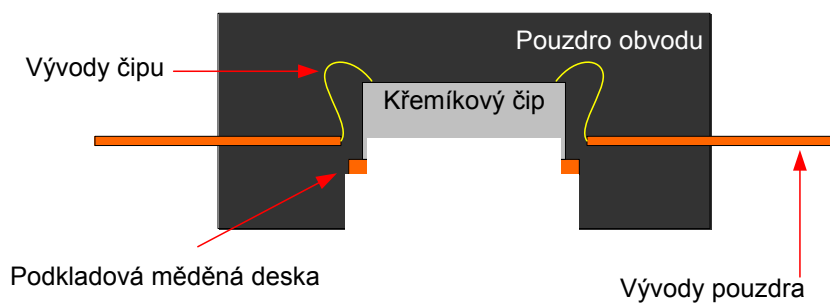 Pouzdro obvodu
Vývody čipu
Křemíkový čip
Podkladová měděná deska
Vývody pouzdra